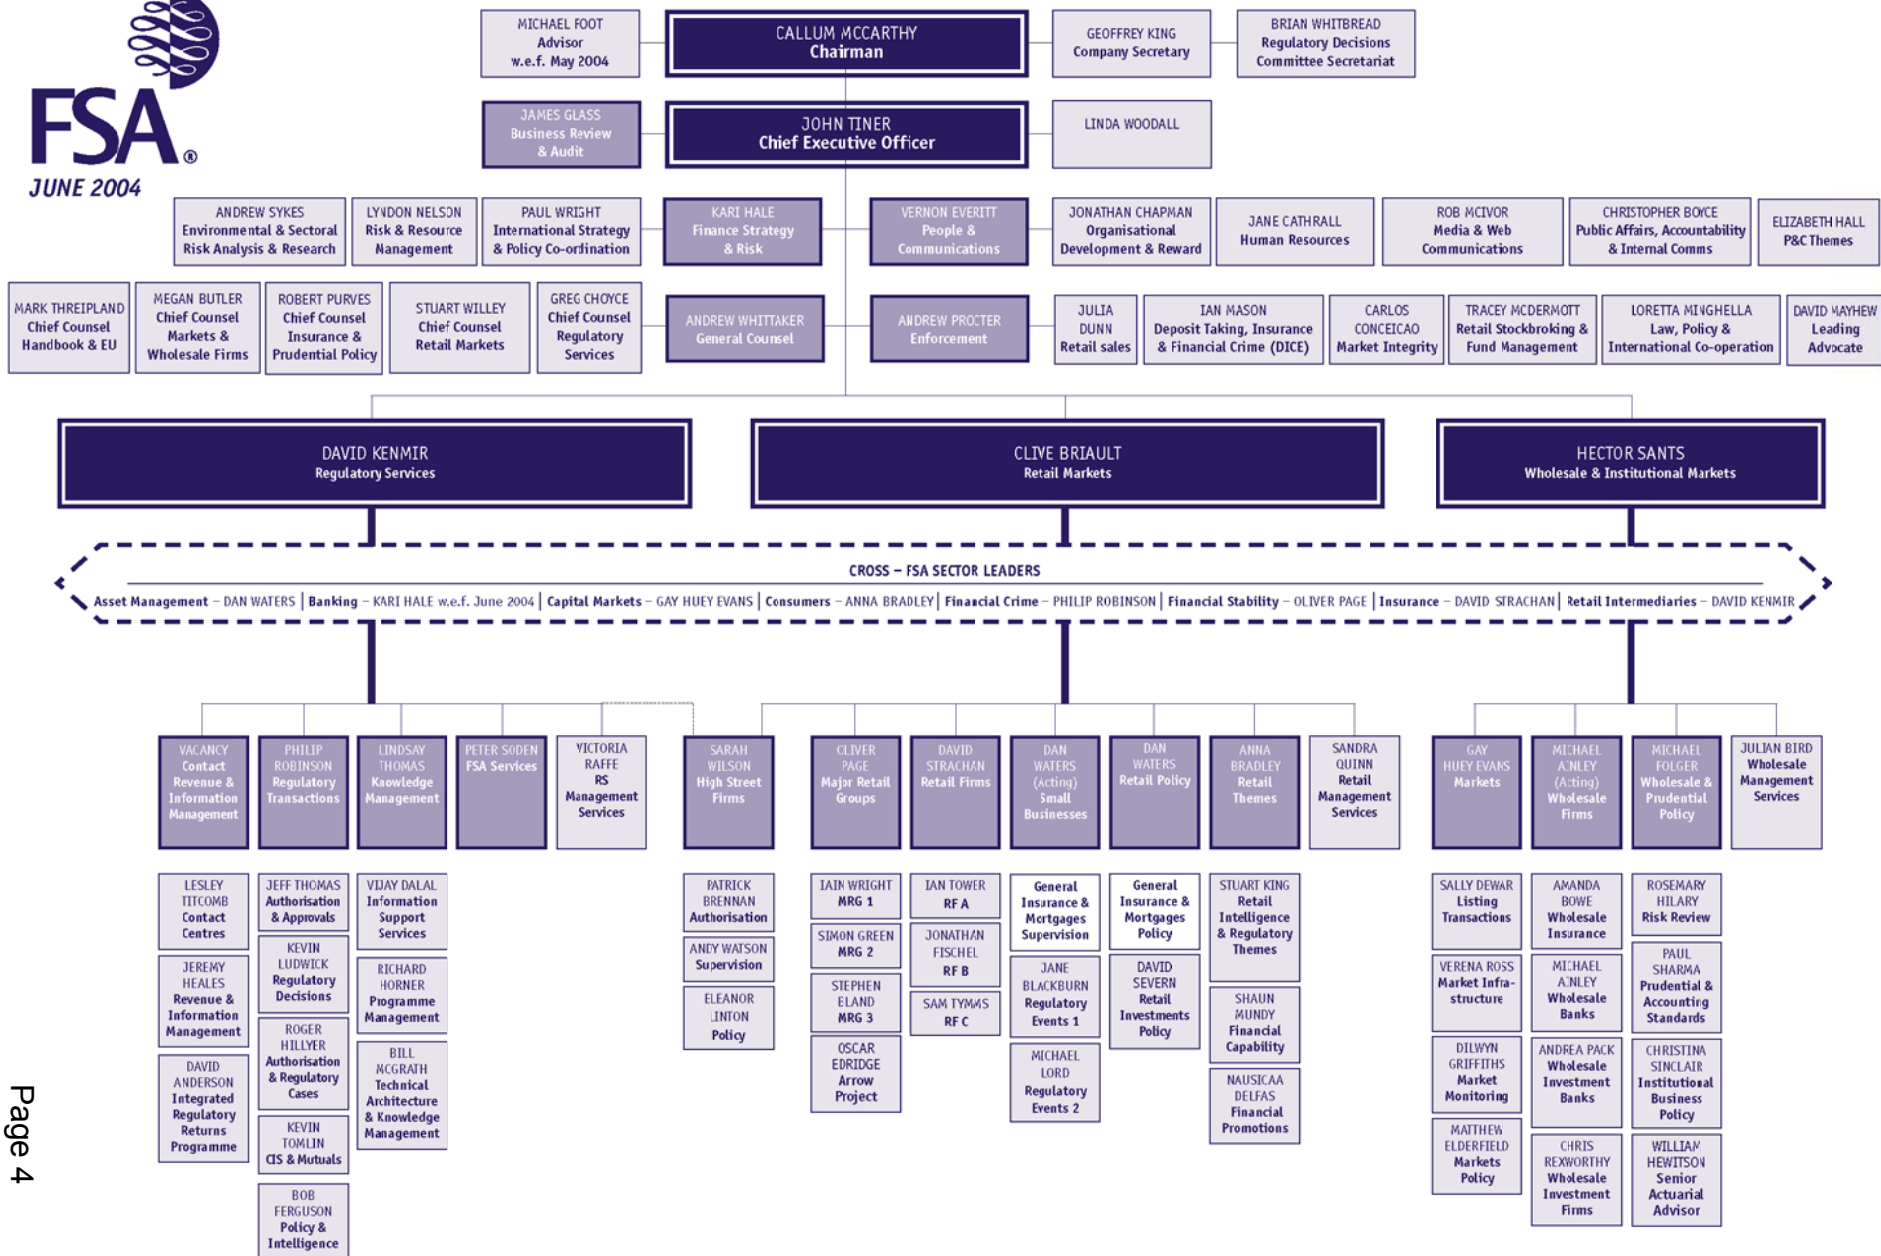 MICHAEL FOOT
Advisor
w.e.f. May 2004
CALLUM MCCARTHY
Chairman
GEOFFREY KING
Company Secretary
BRIAN WHITBREAD
Regulatory Decisions
Committee Secretariat
FSA®
JUNE 2004
JAMES GLASS
Business Review
& Audit
JOHN TINER
Chief Executive Officer
LINDA WOODALL
ANDREW SYKES
Environmental & Sectoral
Risk Analysis & Research
LYNDON NELSON
Risk & Resource
Management
PAUL WRIGHT
International Strategy
& Policy Co-ordination
KARI HALE
Finance Strategy
& Risk
VERNON EVERITT
People &
Communications
JONATHAN CHAPMAN
Organisational
Development & Reward
JANE CATHRALL
Human Resources
ROB MCIVOR
Media & Web
Communications
CHRISTOPHER BOYCE
Public Affairs, Accountability
& Internal Comms
ELIZABETH HALL
P&C Themes
MARK THREIPLAND
Chief Counsel
Handbook & EU
MEGAN BUTLER
Chief Counsel
Markets &
Wholesale Firms
ROBERT PURVES
Chief Counsel
Insurance &
Prudential Policy
STUART WILLEY
Chief Counsel
Retail Markets
GREG CHOYCE
Chief Counsel
Regulatory
Services
ANDREW WHITTAKER
General Counsel
ANDREW PROCTER
Enforcement
JULIA
DUNN
Retail sales
IAN MASON
Deposit Taking, Insurance
& Financial Crime (DICE)
CARLOS
CONCEICAO
Market Integrity
TRACEY MCDERMOTT
Retail Stockbroking &
Fund Management
LORETTA MINGHELLA
Law, Policy &
International Co-operation
DAVID MAYHEW
Leading
Advocate
DAVID KENMIR
Regulatory Services
CLIVE BRIAULT
Retail Markets
HECTOR SANTS
Wholesale & Institutional Markets
CROSS – FSA SECTOR LEADERS
Asset Management – DAN WATERS | Banking – KARI HALE w.e.f. June 2004 | Capital Markets – GAY HUEY EVANS | Consumers – ANNA BRADLEY | Financial Crime – PHILIP ROBINSON | Financial Stability – OLIVER PAGE | Insurance – DAVID STRACHAN | Retail Intermediaries – DAVID KENMIR
VACANCY
Contact
Revenue &
Information
Management
PHILIP
ROBINSON
Regulatory
Transactions
LINDSAY
THOMAS
Knowledge
Management
PETER SODEN
FSA Services
VICTORIA
RAFFE
RS
Management
Services
SARAH
WILSON
High Street
Firms
OLIVER
PAGE
Major Retail
Groups
DAVID
STRACHAN
Retail Firms
DAN
WATERS
(Acting)
Small
Businesses
DAN
WATERS
Retail Policy
ANNA
BRADLEY
Retail
Themes
SANDRA
QUINN
Retail
Management
Services
GAY
HUEY EVANS
Markets
MICHAEL
AINLEY
(Acting)
Wholesale
Firms
MICHAEL
FOLGER
Wholesale &
Prudential
Policy
JULIAN BIRD
Wholesale
Management
Services
LESLEY
TITCOMB
Contact
Centres
JEREMY
HEALES
Revenue &
Information
Management
DAVID
ANDERSON
Integrated
Regulatory
Returns
Programme
JEFF THOMAS
Authorisation
& Approvals
KEVIN
LUDWICK
Regulatory
Decisions
ROGER
HILLYER
Authorisation
& Regulatory
Cases
KEVIN
TOMLIN
CIS & Mutuals
BOB
FERGUSON
Policy &
Intelligence
VIJAY DALAL
Information
Support
Services
RICHARD
HORNER
Programme
Management
BILL
MCGRATH
Technical
Architecture
& Knowledge
Management
PATRICK
BRENNAN
Authorisation
ANDY WATSON
Supervision
ELEANOR
LINTON
Policy
IAIN WRIGHT
MRG 1
SIMON GREEN
MRG 2
STEPHEN
ELAND
MRG 3
OSCAR
EDRIDGE
Arrow
Project
IAN TOWER
RF A
JONATHAN
FISCHEL
RF B
SAM TYMMS
RF C
General
Insurance &
Mortgages
Supervision
JANE
BLACKBURN
Regulatory
Events 1
MICHAEL
LORD
Regulatory
Events 2
General
Insurance &
Mortgages
Policy
DAVID
SEVERN
Retail
Investments
Policy
STUART KING
Retail
Intelligence
& Regulatory
Themes
SHAUN
MUNDY
Financial
Capability
NAUSICAA
DELFAS
Financial
Promotions
SALLY DEWAR
Listing
Transactions
VERENA ROSS
Market Infra-
structure
DILWYN
GRIFFITHS
Market
Monitoring
MATTHEW
ELDERFIELD
Markets
Policy
AMANDA
BOWE
Wholesale
Insurance
MICHAEL
AINLEY
Wholesale
Banks
ANDREA PACK
Wholesale
Investment
Banks
CHRIS
REXWORTHY
Wholesale
Investment
Firms
ROSEMARY
HILARY
Risk Review
PAUL
SHARMA
Prudential &
Accounting
Standards
CHRISTINA
SINCLAIR
Institutional
Business
Policy
WILLIAM
HEWITSON
Senior
Actuarial
Advisor
Page 4